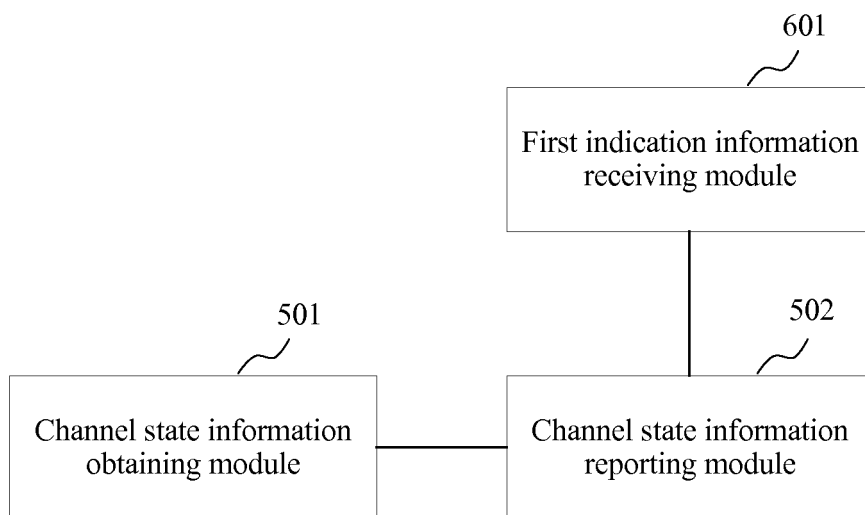 601
First indication information
receiving module
501
502
Channel state information
obtaining module
Channel state information
reporting module